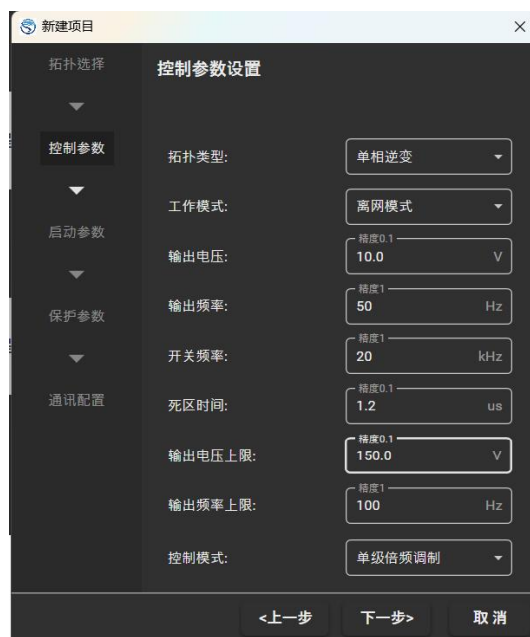 新建项目
拓扑选择
控制参数
启动参数
保护参数
通讯配置
控制参数设置
拓扑类型: 单相逆变
工作模式: 离网模式
精度0.1
输出电压: 10.0 V
精度1
输出频率: 50 Hz
精度1
开关频率: 20 kHz
精度0.1
死区时间: 1.2 us
精度0.1
输出电压上限: 150.0 V
精度1
输出频率上限: 100 Hz
控制模式: 单级倍频调制
<上一步 下一步> 取消